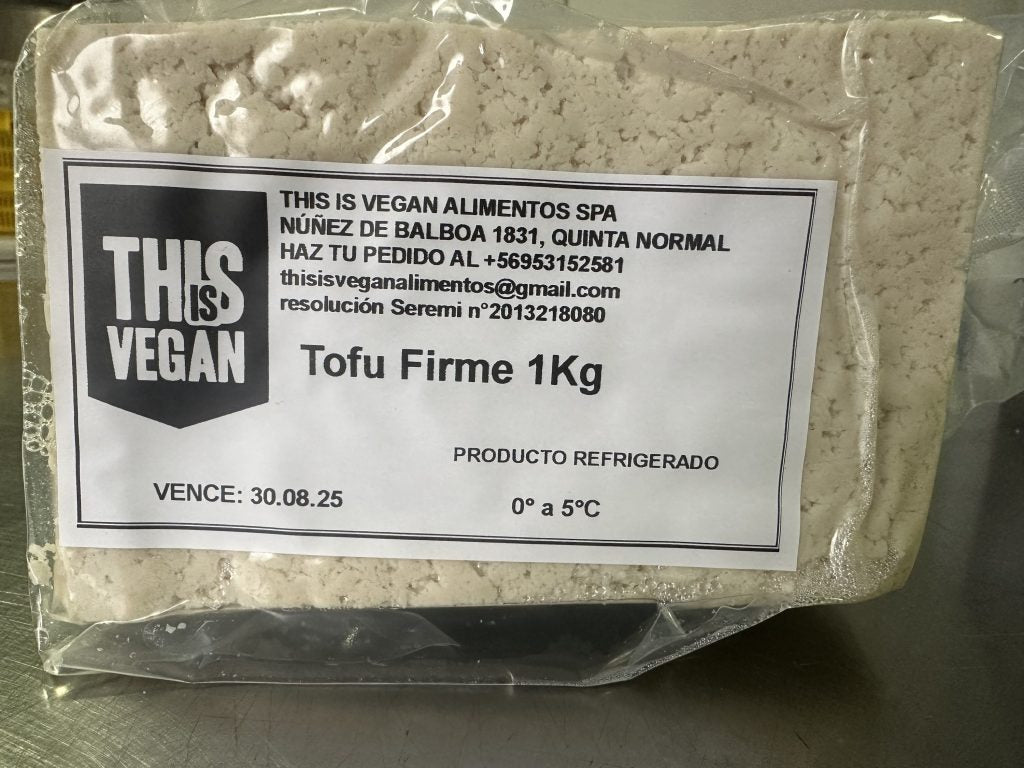 THIS IS VEGAN
THIS IS VEGAN ALIMENTOS SPA
NÚÑEZ DE BALBOA 1831, QUINTA NORMAL
HAZ TU PEDIDO AL +56953152581
thisisveganalimentos@gmail.com
resolución Seremi n°2013218080
Tofu Firme 1Kg
PRODUCTO REFRIGERADO
VENCE: 30.08.25
0° a 5°C